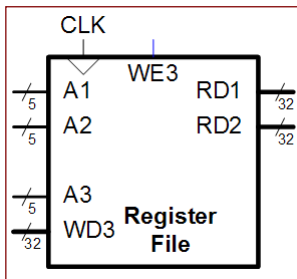 CLK
WE3
A1 RD1
5 32
A2 RD2
5 32
A3
5
WD3 Register
32 File